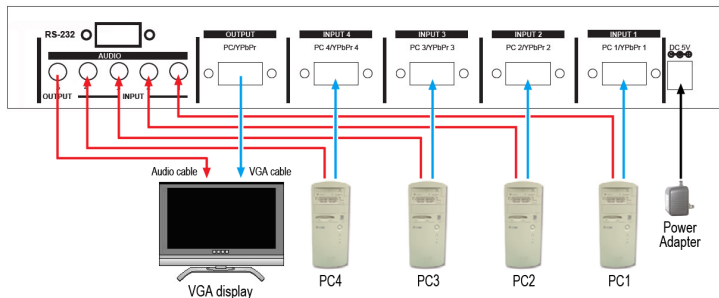 RS-232
AUDIO
OUTPUT
INPUT
OUTPUT
PC/YPbPr
INPUT 4
PC 4/YPbPr 4
INPUT 3
PC 3/YPbPr 3
INPUT 2
PC 2/YPbPr 2
INPUT 1
PC 1/YPbPr 1
DC 5V
Audio cable
VGA cable
VGA display
PC4
PC3
PC2
PC1
Power
Adapter